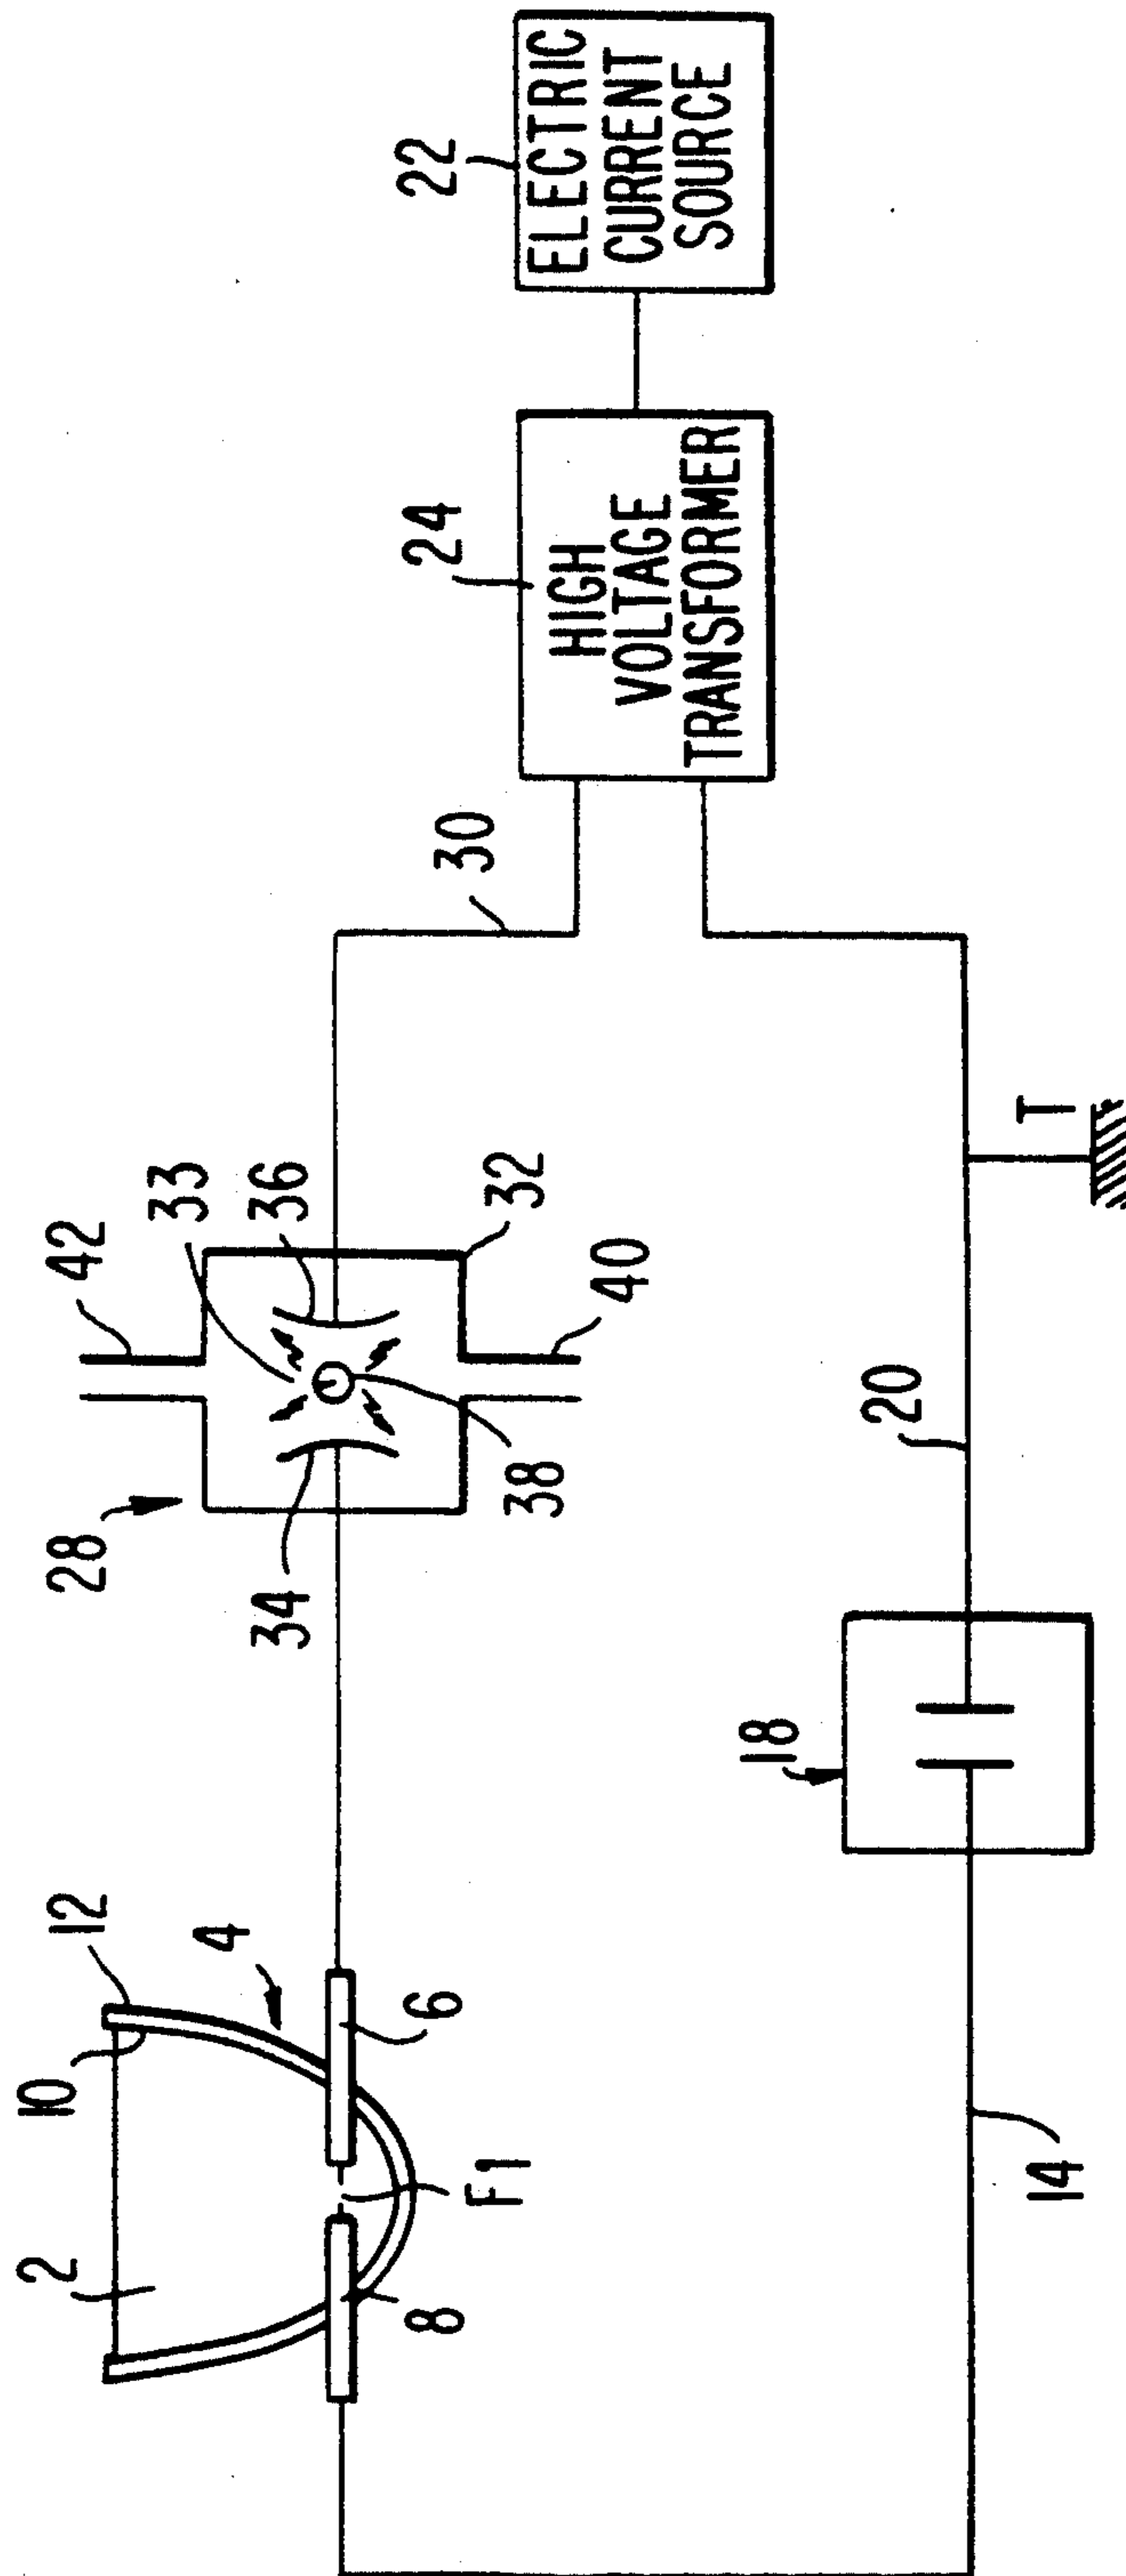 42
33
36
28
34
38
32
40
30
24
HIGH
VOLTAGE
TRANSFORMER
22
ELECTRIC
CURRENT
SOURCE
2
10
12
4
6
8
F1
14
18
20
T